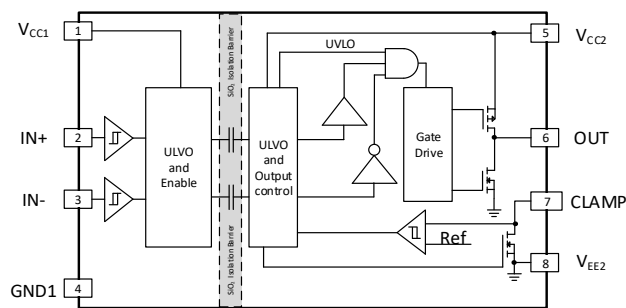 VCC1
1
IN+
2
IN-
3
GND1
4
ULVO
and
Enable
SiO2 Isolation Barrier
SiO2 Isolation Barrier
ULVO
and
Output
control
UVLO
Gate
Drive
Ref
5
VCC2
6
OUT
7
CLAMP
8
VEE2